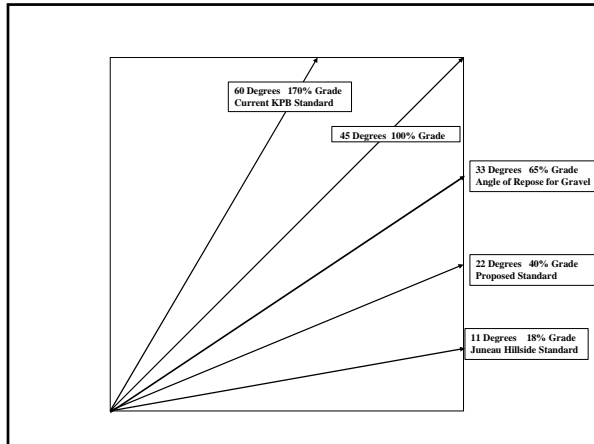 60 Degrees 170% Grade
Current KPB Standard
45 Degrees 100% Grade
33 Degrees 65% Grade
Angle of Repose for Gravel
22 Degrees 40% Grade
Proposed Standard
11 Degrees 18% Grade
Juneau Hillside Standard